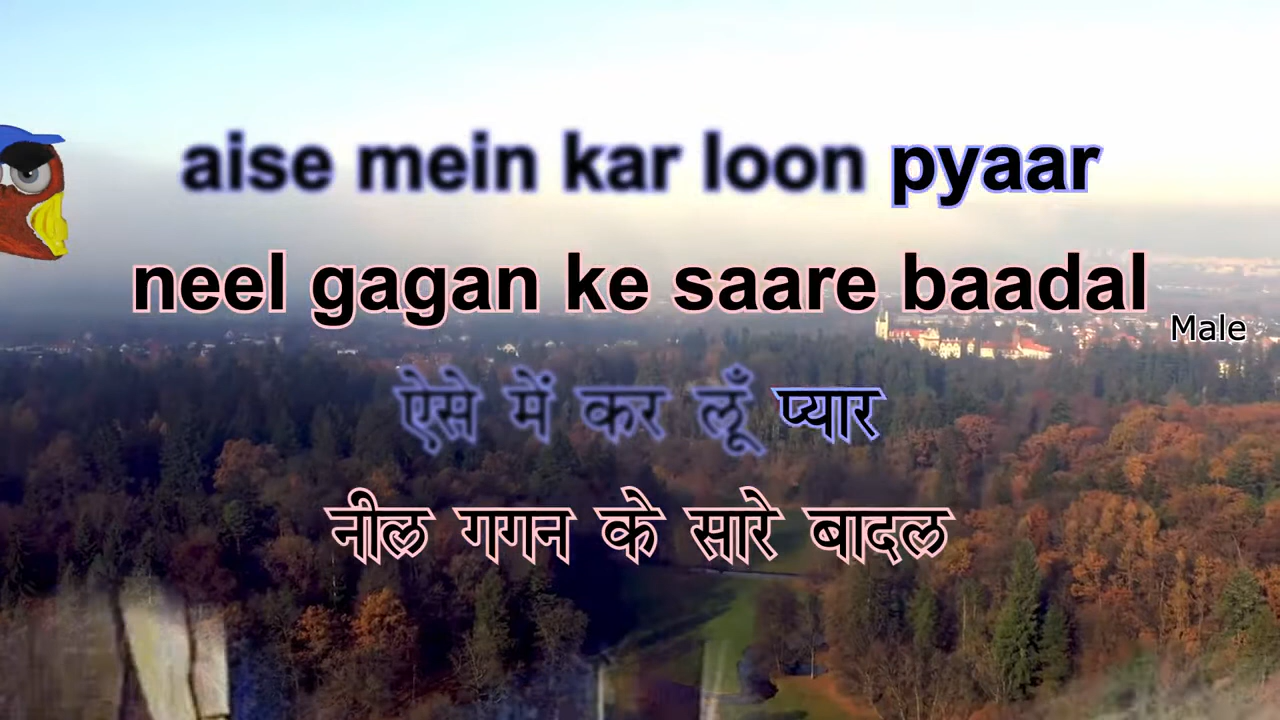 aise mein kar loon pyaar
neel gagan ke saare baadal
Male
ऐसे में कर लूँ प्यार
नील गगन के सारे बादल